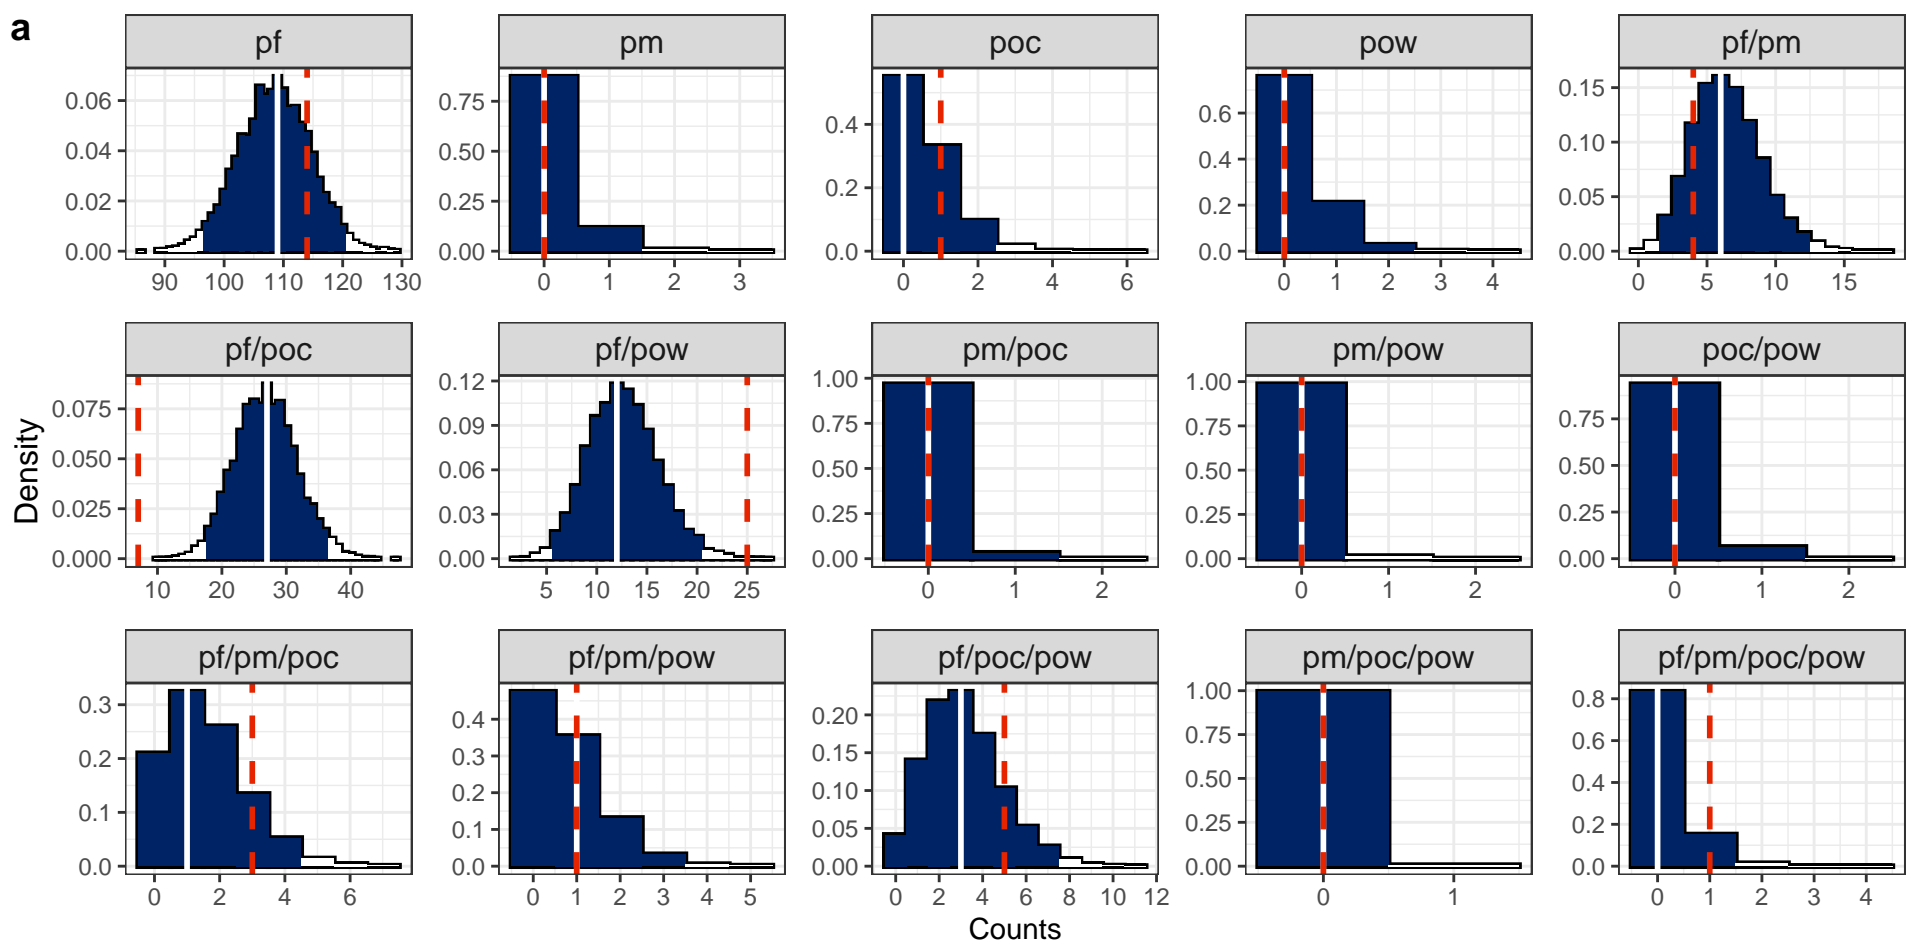 a
pf pm poc pow pf/pm
0.06 0.04 0.02 0.00
90 100 110 120 130
0.75 0.50 0.25 0.00
0 1 2 3
0.4 0.2 0.0
0 2 4 6
0.6 0.4 0.2 0.0
0 1 2 3 4
0.15 0.10 0.05 0.00
0 5 10 15
pf/poc pf/pow pm/poc pm/pow poc/pow
0.075 0.050 0.025 0.000
10 20 30 40
0.12 0.09 0.06 0.03 0.00
5 10 15 20 25
1.00 0.75 0.50 0.25 0.00
0 1 2
1.00 0.75 0.50 0.25 0.00
0 1 2
0.75 0.50 0.25 0.00
0 1 2
Density
pf/pm/poc pf/pm/pow pf/poc/pow pm/poc/pow pf/pm/poc/pow
0.3 0.2 0.1 0.0
0 2 4 6
0.4 0.3 0.2 0.1 0.0
0 1 2 3 4 5
0.20 0.15 0.10 0.05 0.00
0 2 4 6 8 10 12
1.00 0.75 0.50 0.25 0.00
0 1
0.8 0.6 0.4 0.2 0.0
0 1 2 3 4
Counts